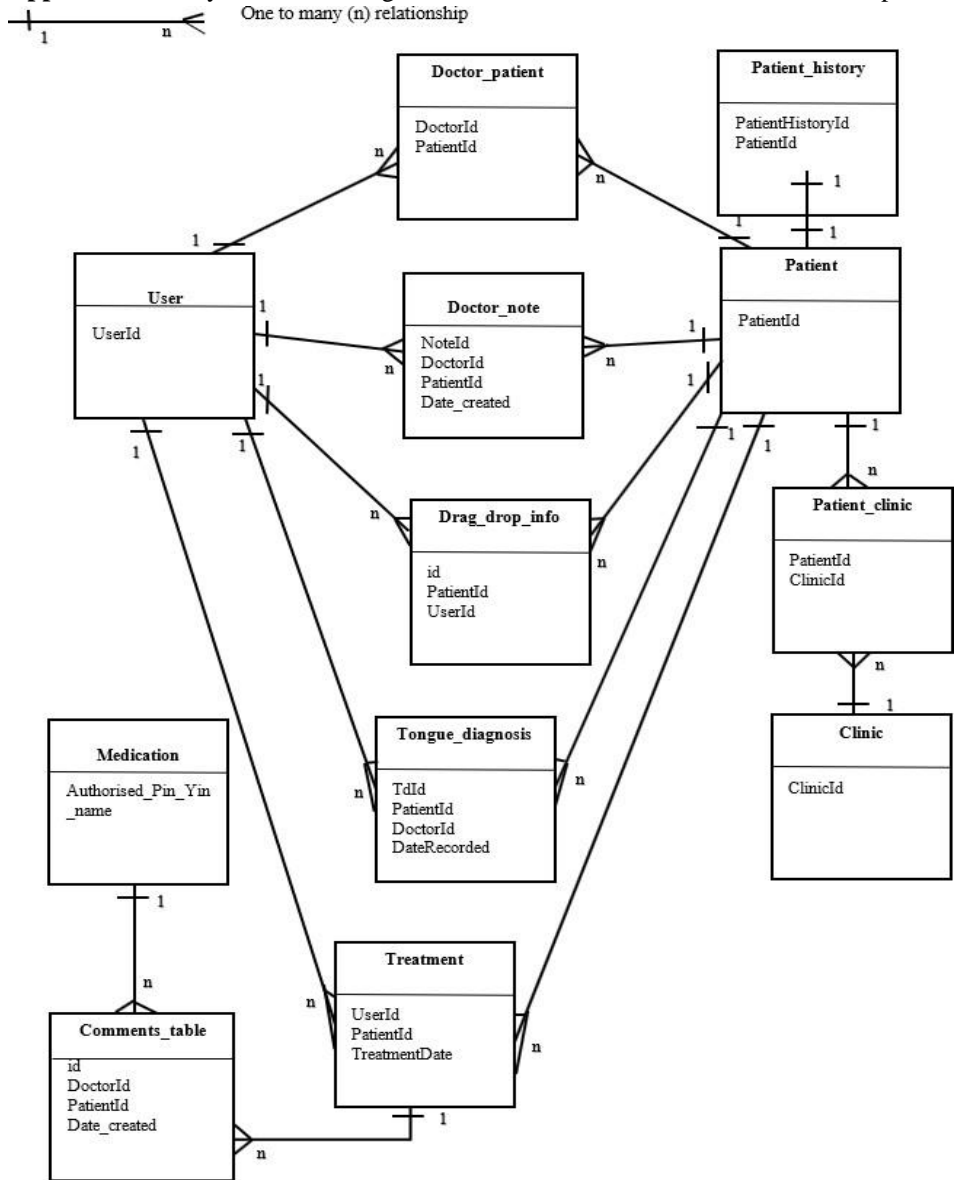 One to many (n) relationship
1 n
Doctor_patient
DoctorId
PatientId
Patient_history
PatientHistoryId
PatientId
n
n
1
1
1
1
User
UserId
Patient
PatientId
1
Doctor_note
NoteId
DoctorId
PatientId
Date_created
1
n
n
1
1
1
1
1
1
1
n
Drag_drop_info
id
PatientId
UserId
n
n
Patient_clinic
PatientId
ClinicId
n
1
Tongue_diagnosis
TdId
PatientId
DoctorId
DateRecorded
n
n
Clinic
ClinicId
Medication
Authorised_Pin_Yin
_name
1
n
Treatment
UserId
PatientId
TreatmentDate
n
n
Comments_table
id
DoctorId
PatientId
Date_created
1
n